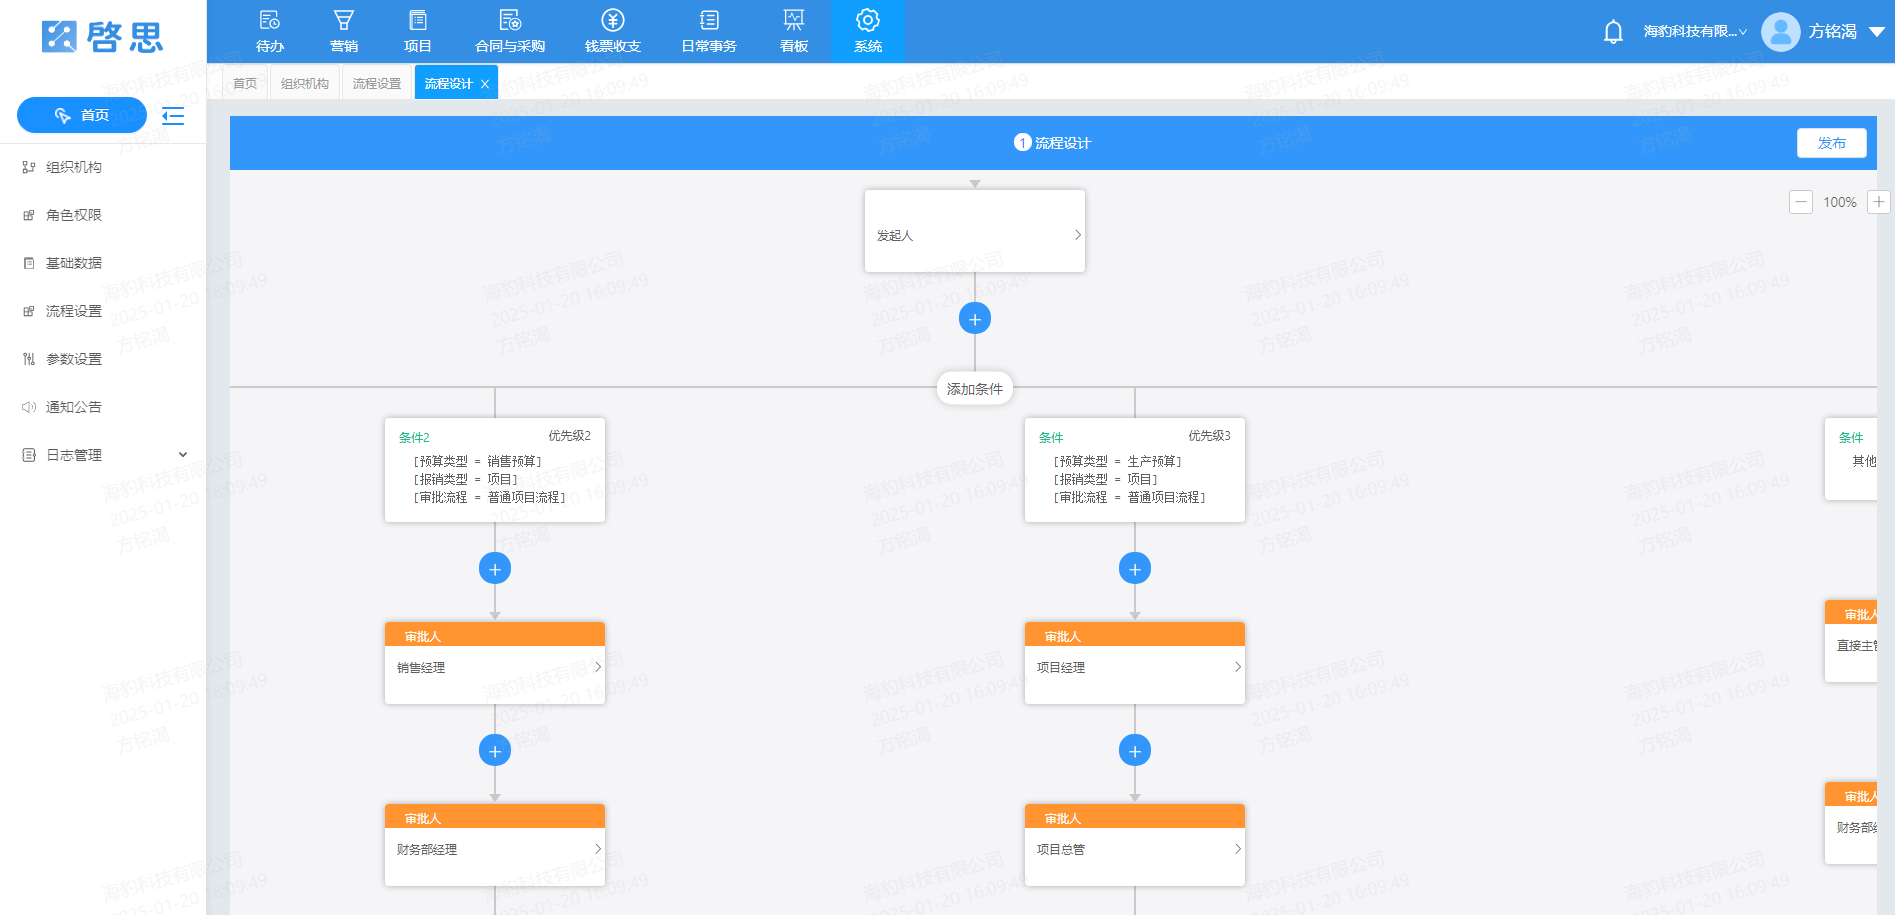 啓思
待办
营销
项目
合同与采购
钱票收支
日常事务
看板
系统
海豹科技有限...
方铭渴
首页
组织机构
流程设置
流程设计
首页
组织机构
角色权限
基础数据
流程设置
参数设置
通知公告
日志管理
1 流程设计
发布
100%
发起人
添加条件
条件2 优先级2
[预算类型 = 销售预算]
[报销类型 = 项目]
[审批流程 = 普通项目流程]
条件 优先级3
[预算类型 = 生产预算]
[报销类型 = 项目]
[审批流程 = 普通项目流程]
条件
其他
审批人
销售经理
审批人
项目经理
审批人
直接主管
审批人
财务部经理
审批人
项目总管
审批人
财务部
海豹科技有限公司
2025-01-20 16:09:49
方铭渴